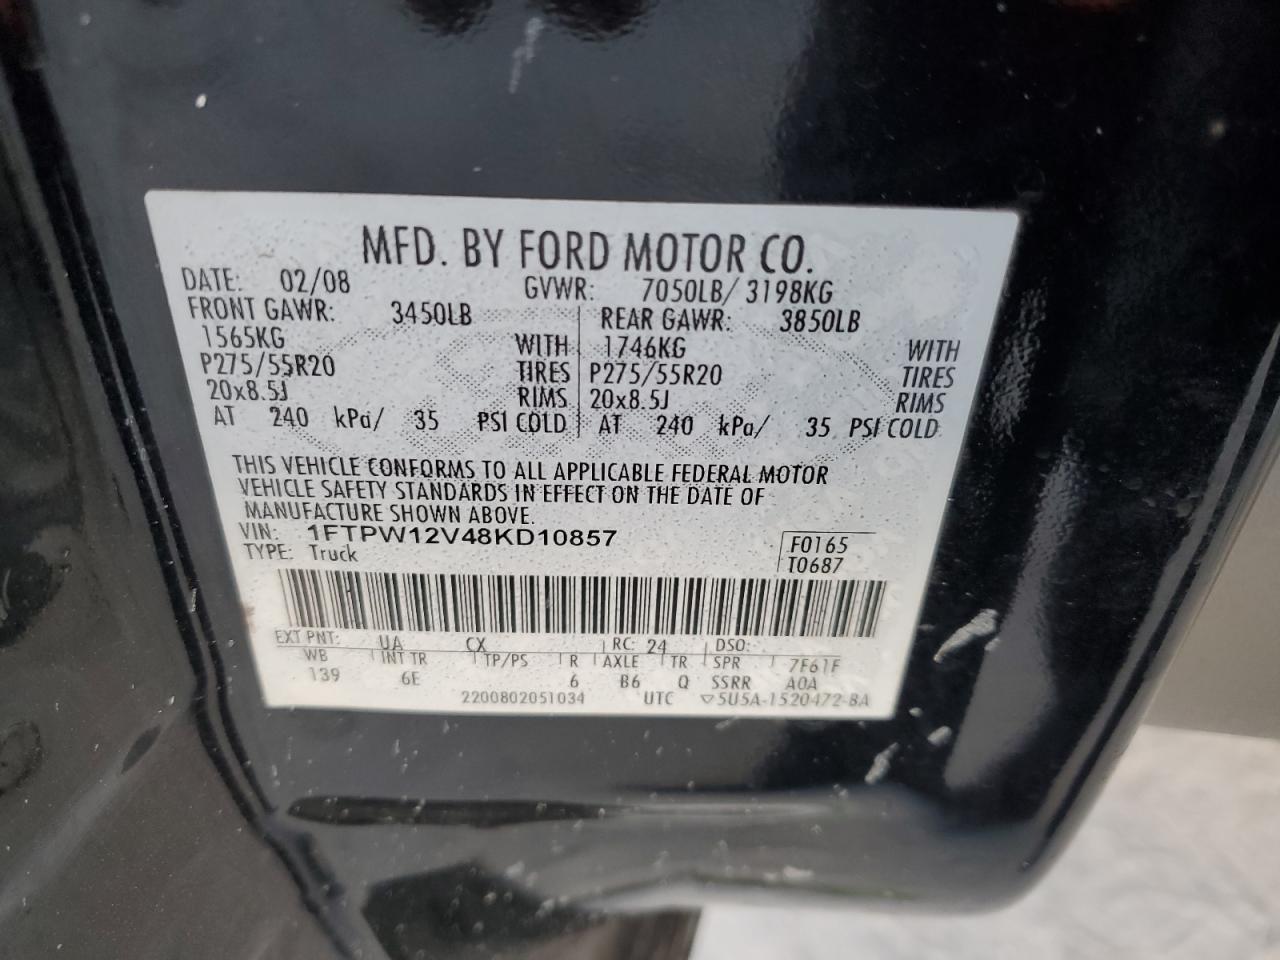 MFD. BY FORD MOTOR CO.
DATE: 02/08 GVWR: 7050LB/ 3198KG
FRONT GAWR: 3450LB REAR GAWR: 3850LB
1565KG WITH 1746KG WITH
P275/55R20 TIRES P275/55R20 TIRES
20x8.5J RIMS 20x8.5J RIMS
AT 240 kPa/ 35 PSI COLD AT 240 kPa/ 35 PSI COLD
THIS VEHICLE CONFORMS TO ALL APPLICABLE FEDERAL MOTOR
VEHICLE SAFETY STANDARDS IN EFFECT ON THE DATE OF
MANUFACTURE SHOWN ABOVE.
VIN: 1FTPW12V48KD10857 F0165
TYPE: Truck T0687
EXT PNT: UA CX RC: 24 DSO:
WB INT TR TP/PS R AXLE TR SPR 7F61F
139 6E 6 B6 Q SSRR A0A
2200802051034 UTC ▽5U5A-1520472-BA